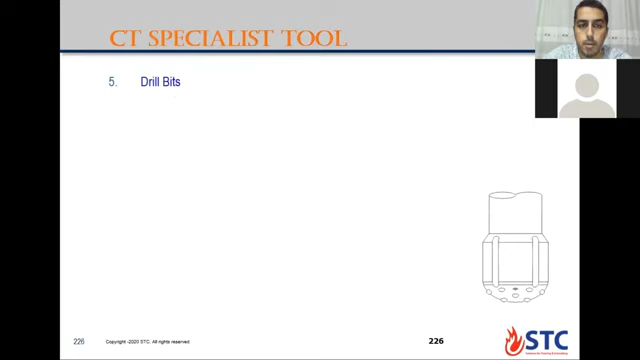 CT SPECIALIST TOOL
5. Drill Bits
226 Copyright -2020 STC, All rights reserved 226
STC